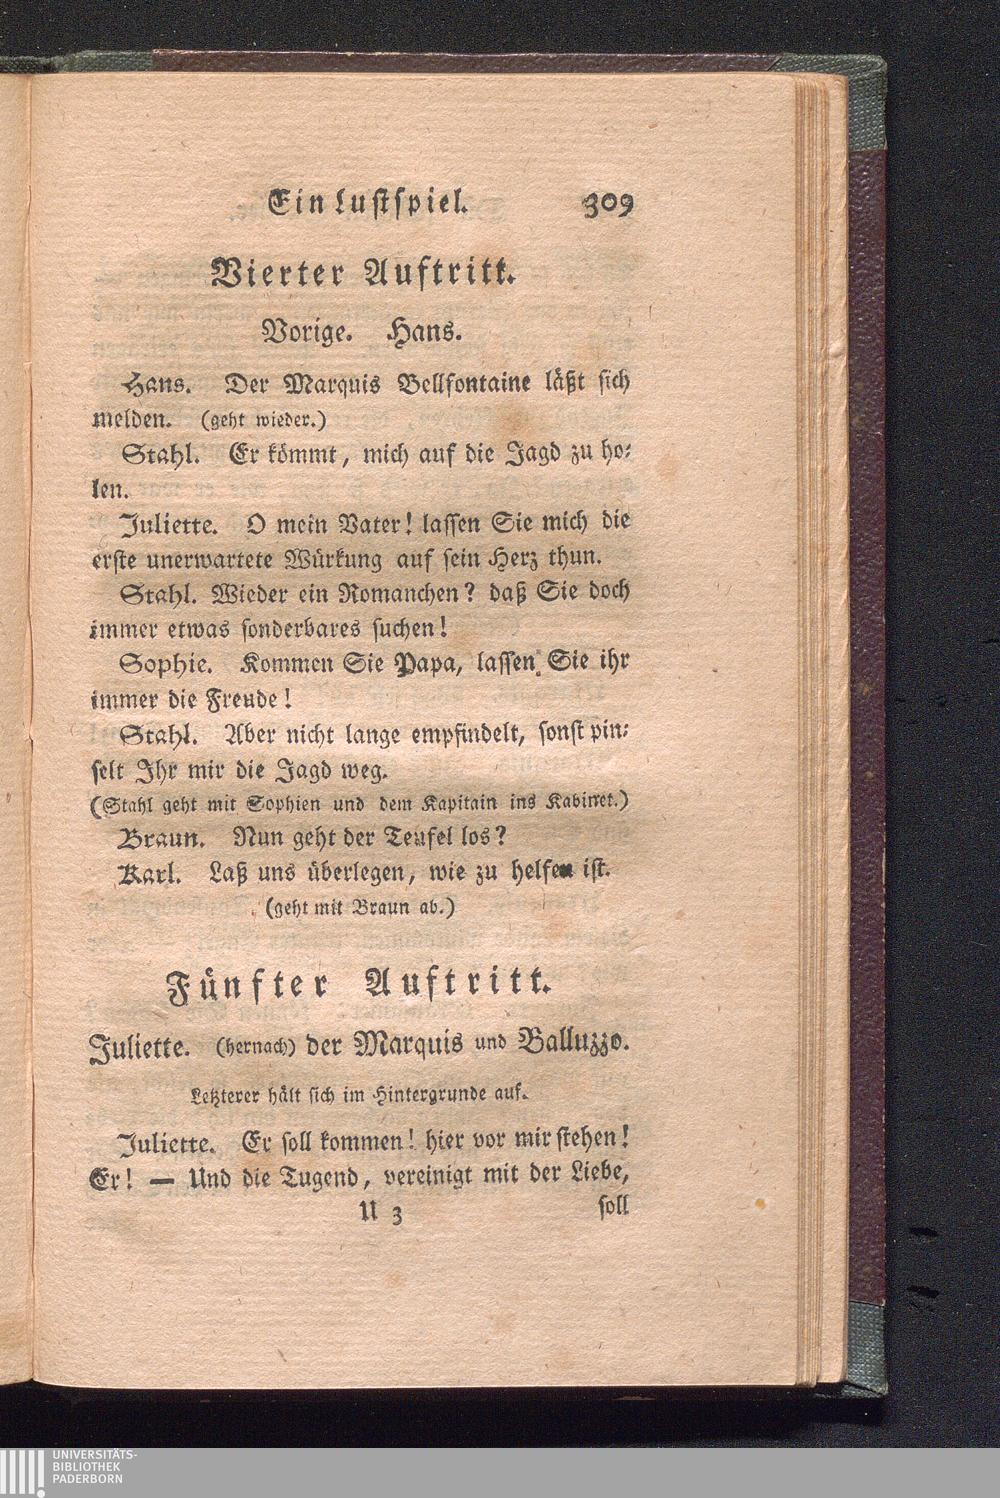 Ein Lustspiel. 309
Vierter Auftritt.
Vorige. Hans.
Hans. Der Marquis Bellfontaine läßt sich
melden. (geht wieder.)
Stahl. Er kömmt, mich auf die Jagd zu ho⸗
len.
Juliette. O mein Vater! lassen Sie mich die
erste unerwartete Würkung auf sein Herz thun.
Stahl. Wieder ein Romanchen? daß Sie doch
immer etwas sonderbares suchen!
Sophie. Kommen Sie Papa, lassen Sie ihr
immer die Freude!
Stahl. Aber nicht lange empfindelt, sonst pin⸗
selt Ihr mir die Jagd weg.
(Stahl geht mit Sophien und dem Kapitain ins Kabinet.)
Braun. Nun geht der Teufel los?
Karl. Laß uns überlegen, wie zu helfen ist.
(geht mit Braun ab.)
Fünfter Auftritt.
Juliette. (hernach) der Marquis und Balluzzo.
Letzterer hält sich im Hintergrunde auf.
Juliette. Er soll kommen! hier vor mir stehen!
Er! — Und die Tugend, vereinigt mit der Liebe,
U 3 soll
UNIVERSITÄTS-
BIBLIOTHEK
PADERBORN